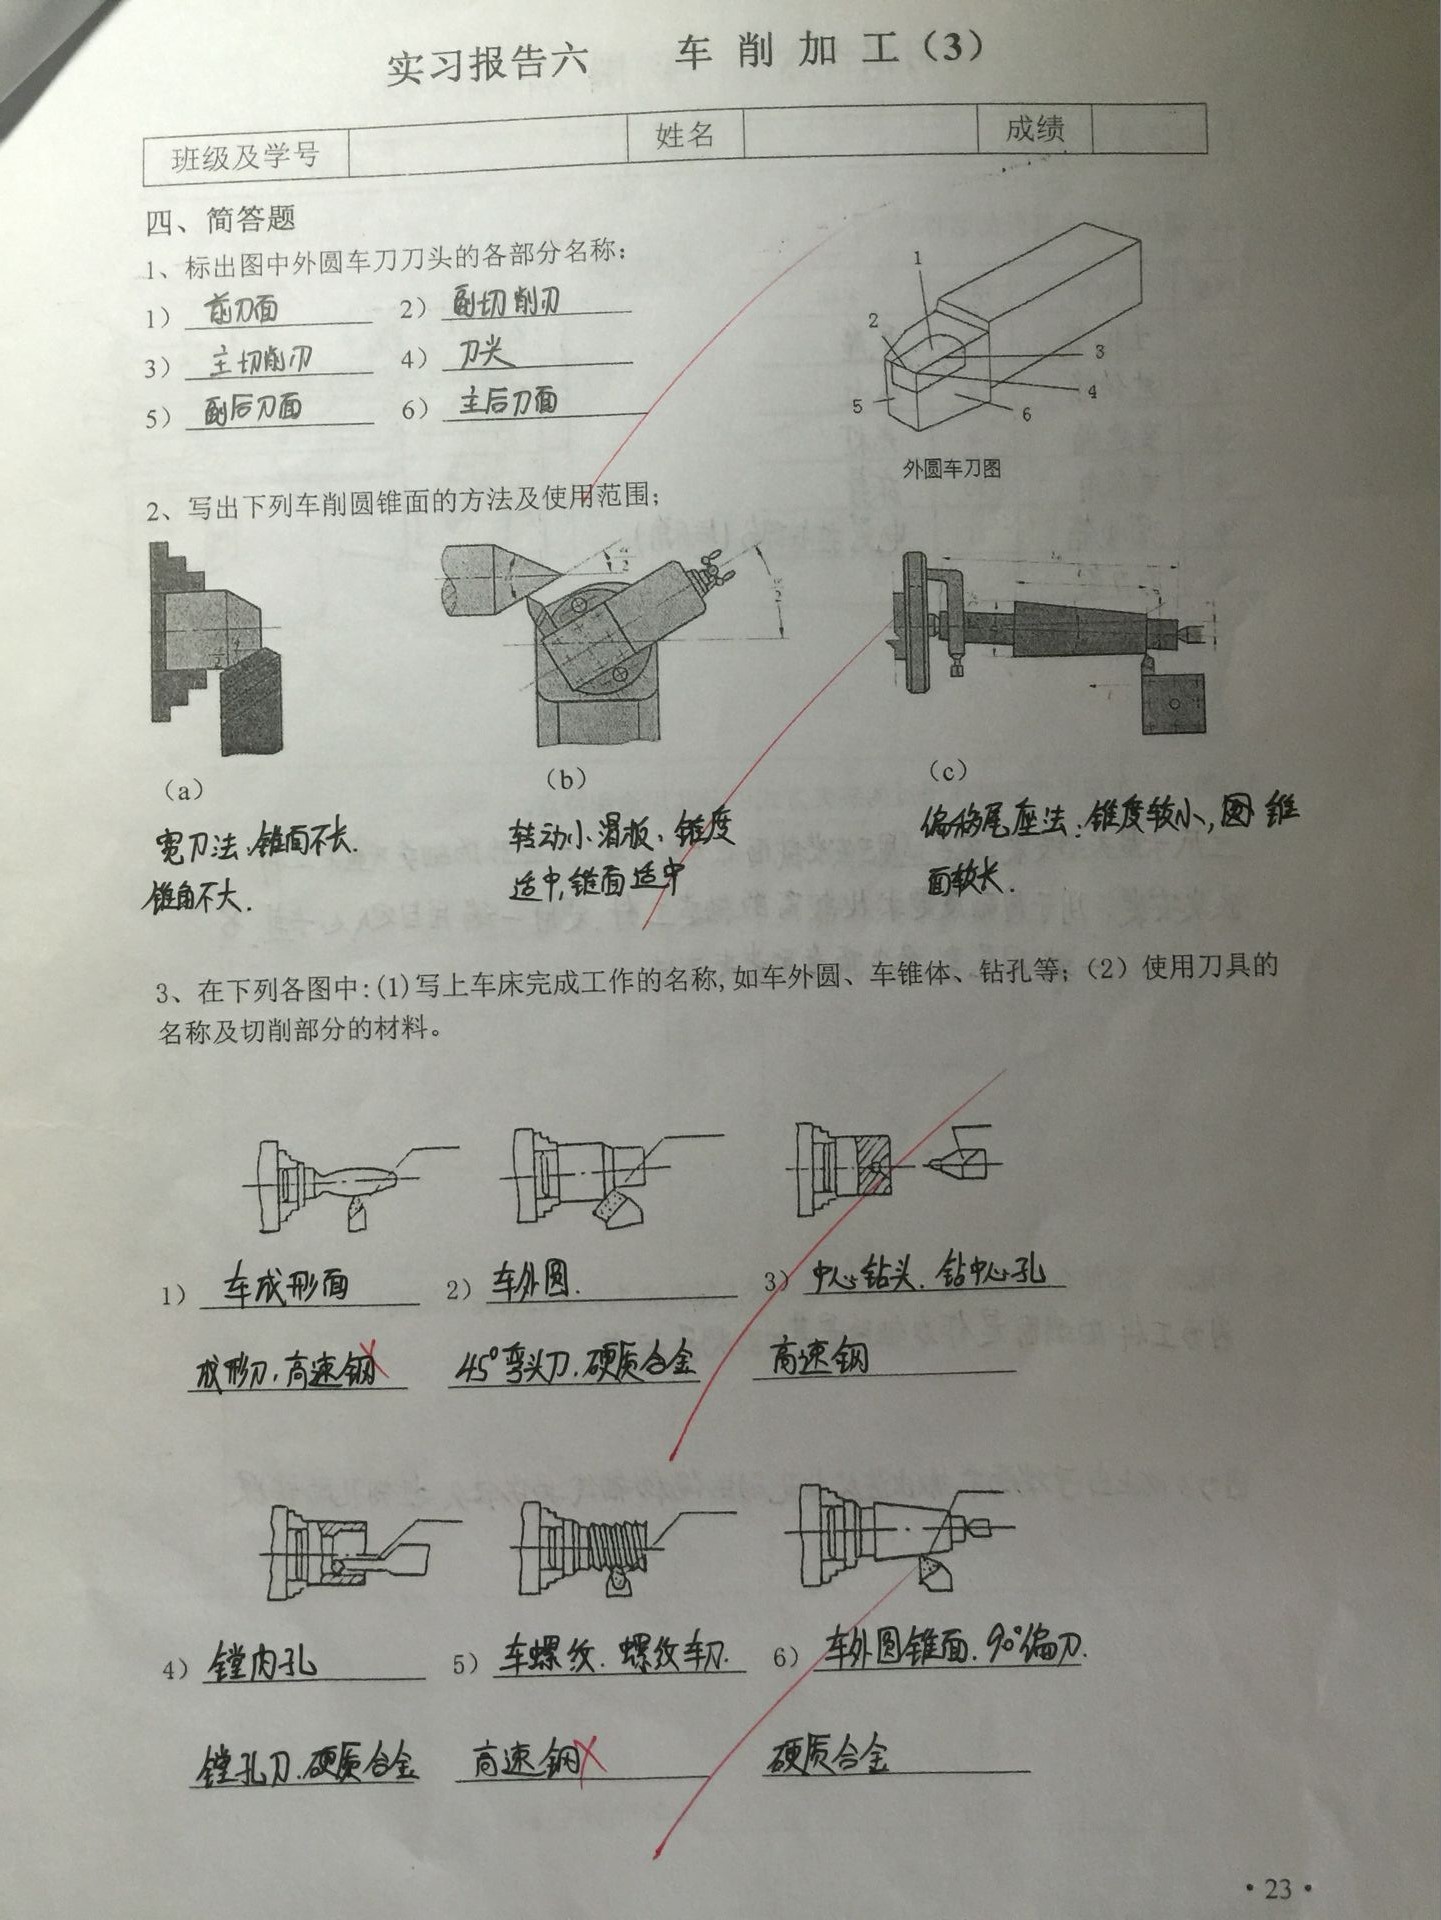 实习报告六 车削加工（3）
班级及学号 姓名 成绩
四、简答题
1、标出图中外圆车刀刀头的各部分名称：
1）前刀面 2）副切削刃
3）主切削刃 4）刀尖
5）副后刀面 6）主后刀面
1
2
3
4
5
6
外圆车刀图
2、写出下列车削圆锥面的方法及使用范围；
（a） （b） （c）
宽刀法：锥面不长.
锥角不大.
转动小滑板：锥度
适中,锥面适中
偏移尾座法：锥度较小, 圆锥
面较长.
3、在下列各图中:(1)写上车床完成工作的名称,如车外圆、车锥体、钻孔等；（2）使用刀具的
名称及切削部分的材料。
1）车成形面 2）车外圆. 3）中心钻头. 钻中心孔
成形刀. 高速钢 45°弯头刀. 硬质合金 高速钢
4）镗内孔 5）车螺纹. 螺纹车刀. 6）车外圆锥面. 90°偏刀.
镗孔刀. 硬质合金 高速钢 硬质合金
·23·